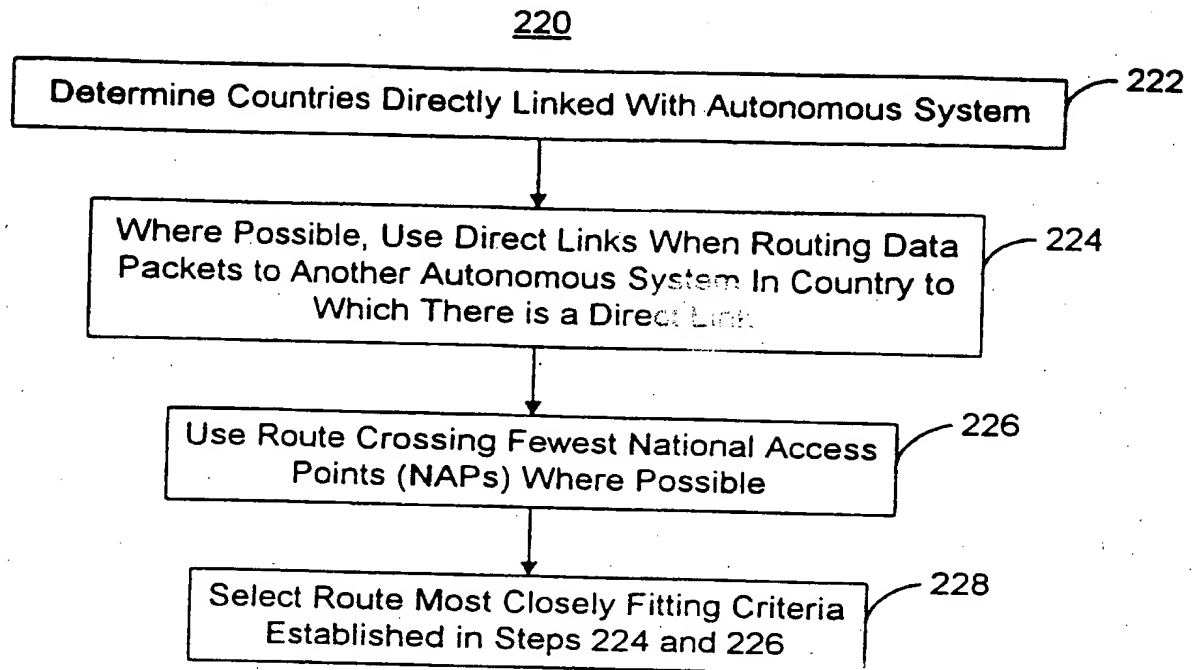 220
Determine Countries Directly Linked With Autonomous System
222
Where Possible, Use Direct Links When Routing Data
Packets to Another Autonomous System In Country to
Which There is a Direct Link
224
Use Route Crossing Fewest National Access
Points (NAPs) Where Possible
226
Select Route Most Closely Fitting Criteria
Established in Steps 224 and 226
228